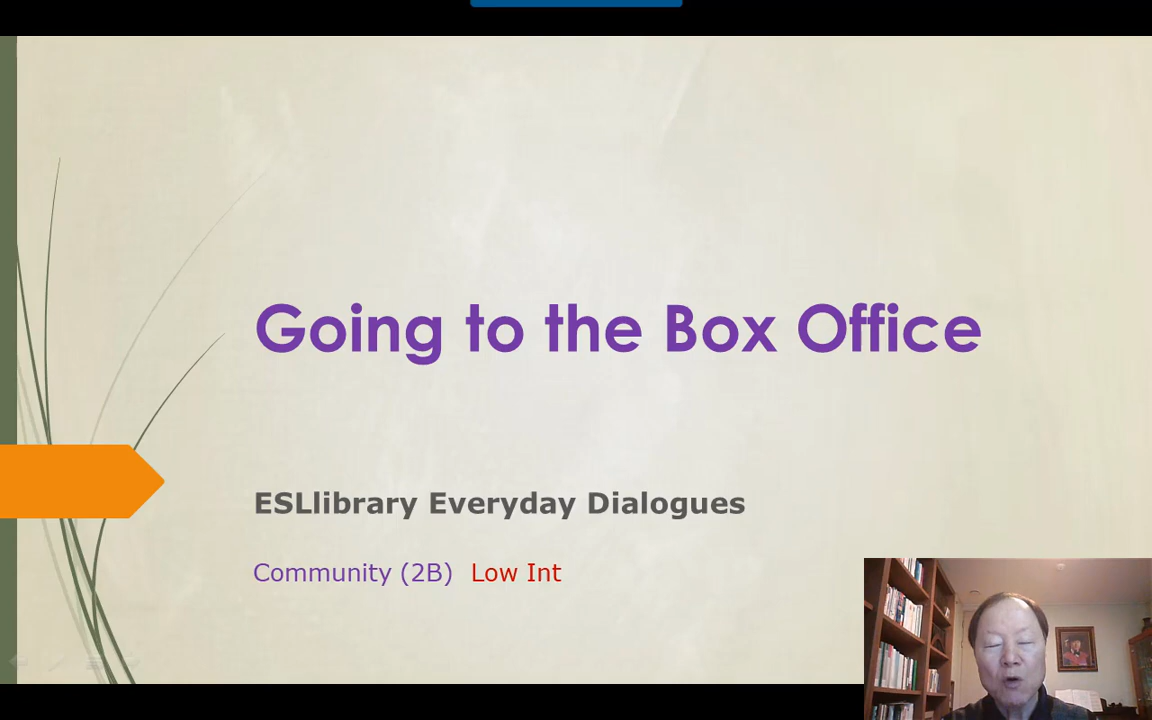 Going to the Box Office
ESLlibrary Everyday Dialogues
Community (2B) Low Int